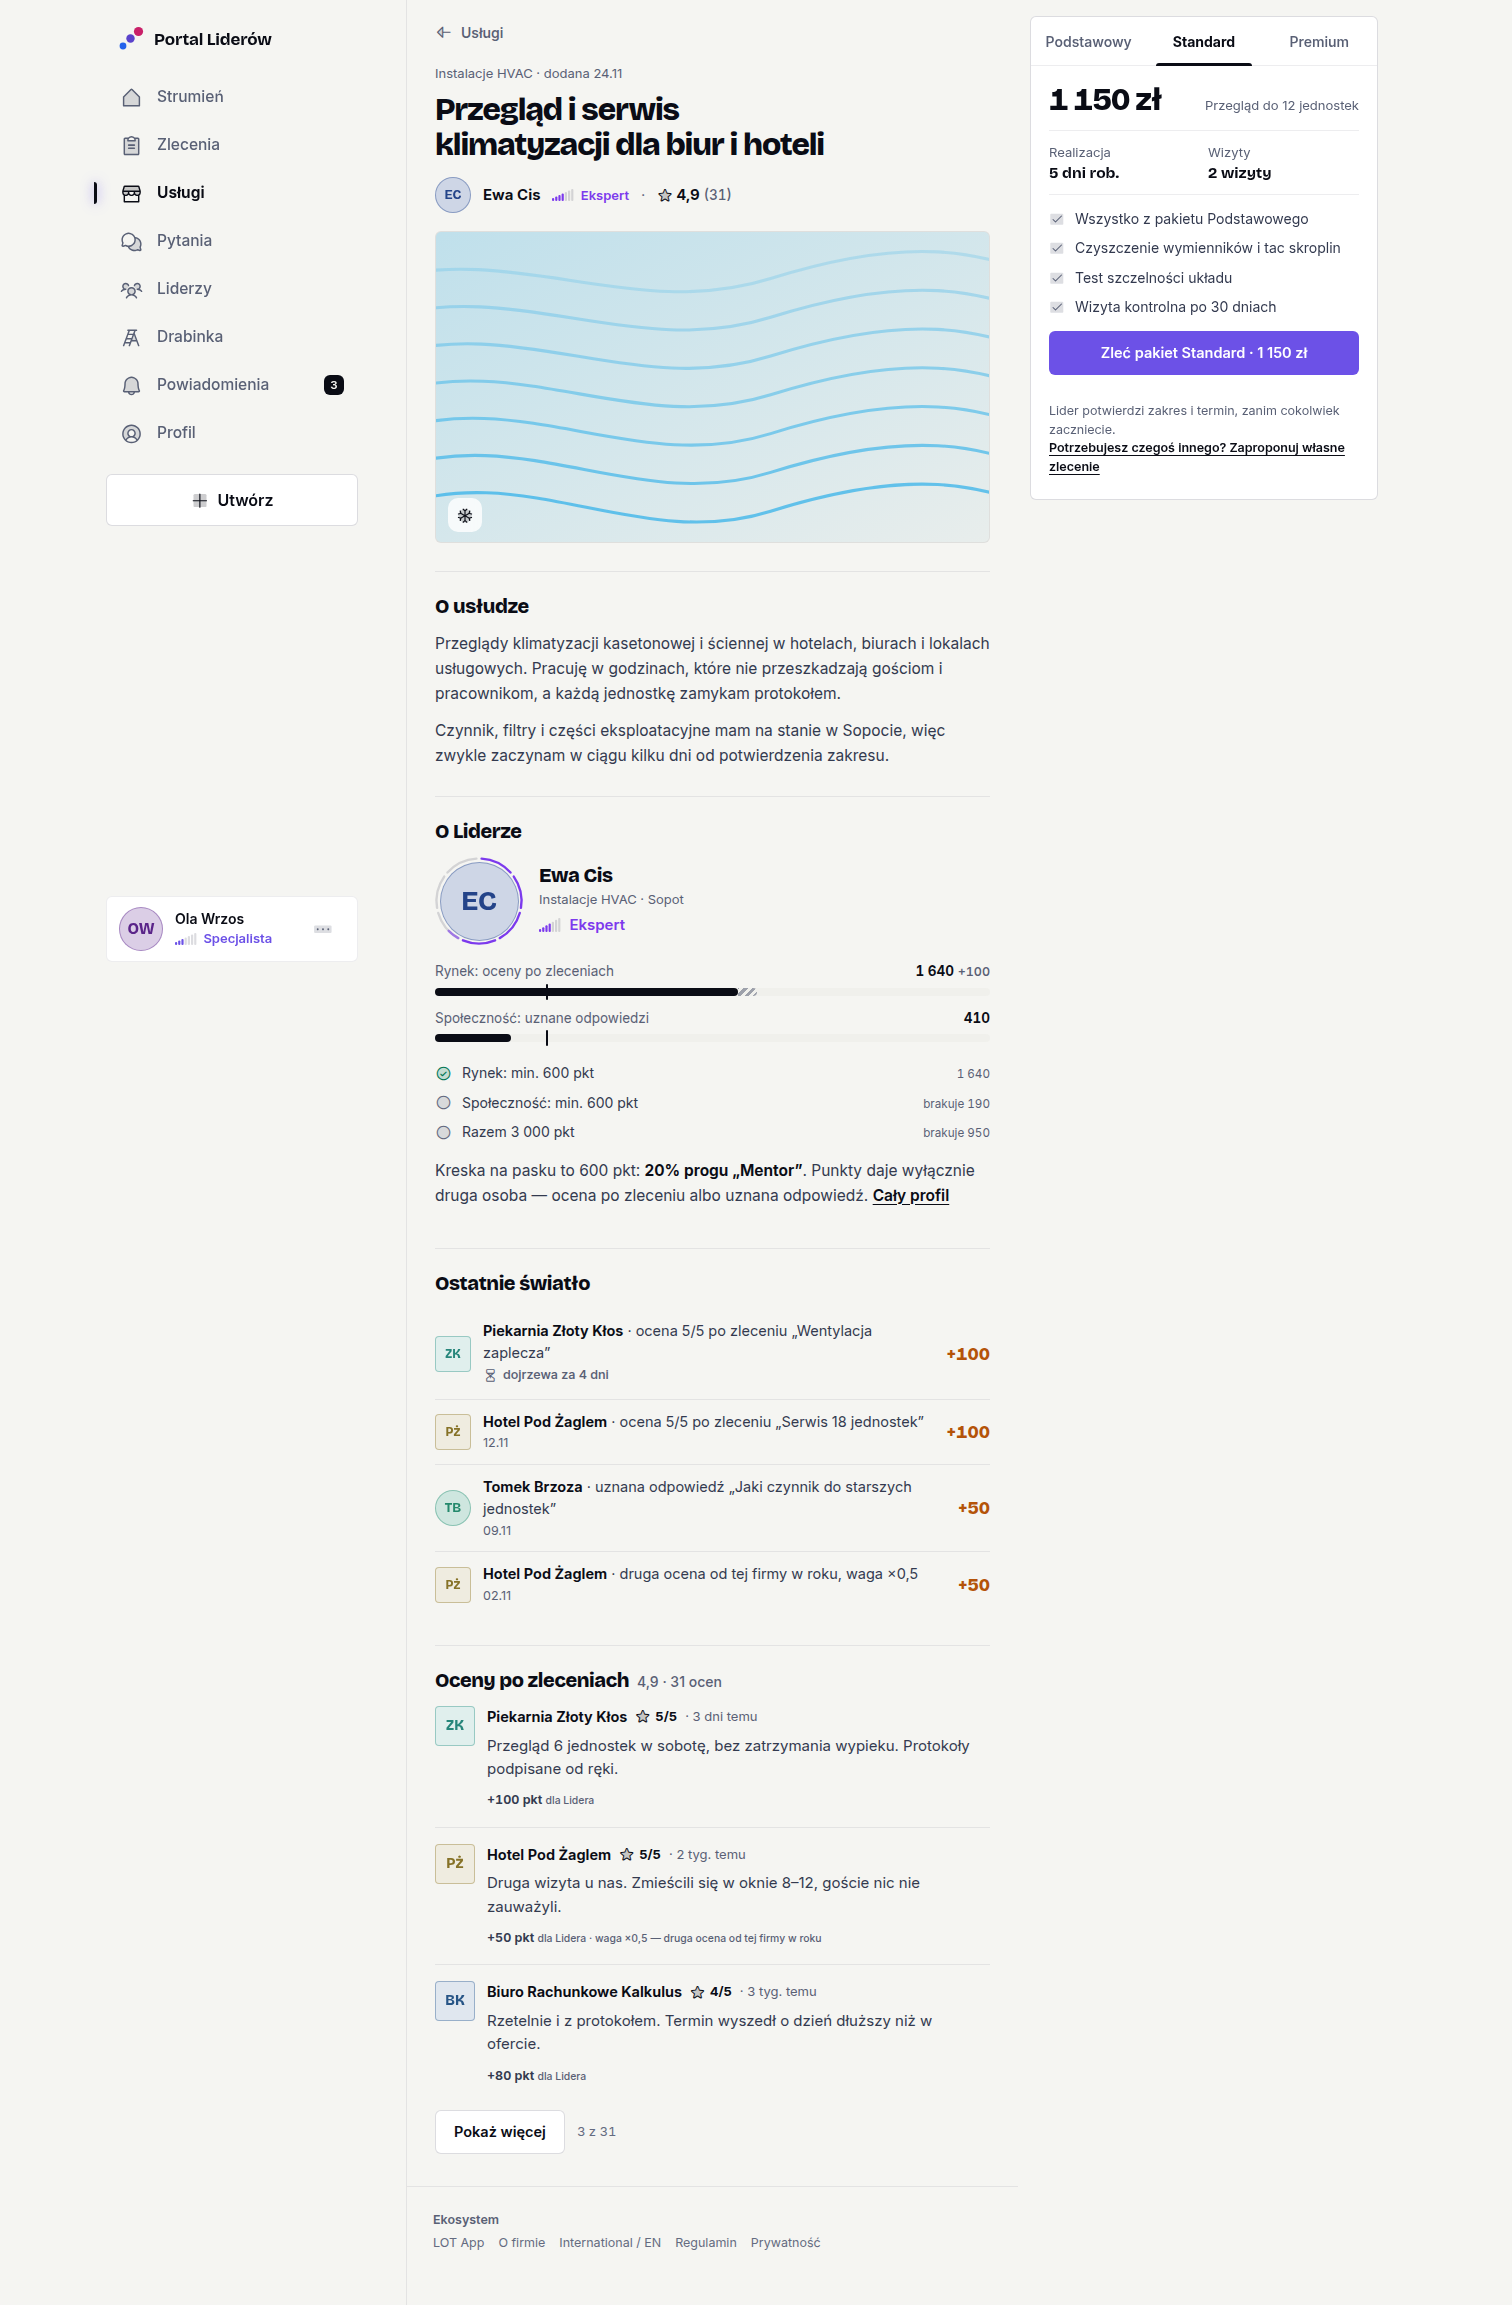 Portal Liderów
Strumień
Zlecenia
Usługi
Pytania
Liderzy
Drabinka
Powiadomienia 3
Profil
Utwórz
OW
Ola Wrzos
Specjalista
Usługi
Instalacje HVAC · dodana 24.11
Przegląd i serwis
klimatyzacji dla biur i hoteli
EC Ewa Cis Ekspert · 4,9 (31)
O usłudze
Przeglądy klimatyzacji kasetonowej i ściennej w hotelach, biurach i lokalach
usługowych. Pracuję w godzinach, które nie przeszkadzają gościom i
pracownikom, a każdą jednostkę zamykam protokołem.
Czynnik, filtry i części eksploatacyjne mam na stanie w Sopocie, więc
zwykle zaczynam w ciągu kilku dni od potwierdzenia zakresu.
O Liderze
EC
Ewa Cis
Instalacje HVAC · Sopot
Ekspert
Rynek: oceny po zleceniach 1 640 +100
Społeczność: uznane odpowiedzi 410
Rynek: min. 600 pkt 1 640
Społeczność: min. 600 pkt brakuje 190
Razem 3 000 pkt brakuje 950
Kreska na pasku to 600 pkt: 20% progu „Mentor”. Punkty daje wyłącznie
druga osoba — ocena po zleceniu albo uznana odpowiedź. Cały profil
Ostatnie światło
ZK
Piekarnia Złoty Kłos · ocena 5/5 po zleceniu „Wentylacja
zaplecza”
dojrzewa za 4 dni
+100
PŻ
Hotel Pod Żaglem · ocena 5/5 po zleceniu „Serwis 18 jednostek”
12.11
+100
TB
Tomek Brzoza · uznana odpowiedź „Jaki czynnik do starszych
jednostek”
09.11
+50
PŻ
Hotel Pod Żaglem · druga ocena od tej firmy w roku, waga ×0,5
02.11
+50
Oceny po zleceniach 4,9 · 31 ocen
ZK
Piekarnia Złoty Kłos 5/5 · 3 dni temu
Przegląd 6 jednostek w sobotę, bez zatrzymania wypieku. Protokoły
podpisane od ręki.
+100 pkt dla Lidera
PŻ
Hotel Pod Żaglem 5/5 · 2 tyg. temu
Druga wizyta u nas. Zmieścili się w oknie 8–12, goście nic nie
zauważyli.
+50 pkt dla Lidera · waga ×0,5 — druga ocena od tej firmy w roku
BK
Biuro Rachunkowe Kalkulus 4/5 · 3 tyg. temu
Rzetelnie i z protokołem. Termin wyszedł o dzień dłuższy niż w
ofercie.
+80 pkt dla Lidera
Pokaż więcej 3 z 31
Ekosystem
LOT App O firmie International / EN Regulamin Prywatność
Podstawowy Standard Premium
1 150 zł Przegląd do 12 jednostek
Realizacja Wizyty
5 dni rob. 2 wizyty
Wszystko z pakietu Podstawowego
Czyszczenie wymienników i tac skroplin
Test szczelności układu
Wizyta kontrolna po 30 dniach
Zleć pakiet Standard · 1 150 zł
Lider potwierdzi zakres i termin, zanim cokolwiek
zaczniecie.
Potrzebujesz czegoś innego? Zaproponuj własne
zlecenie